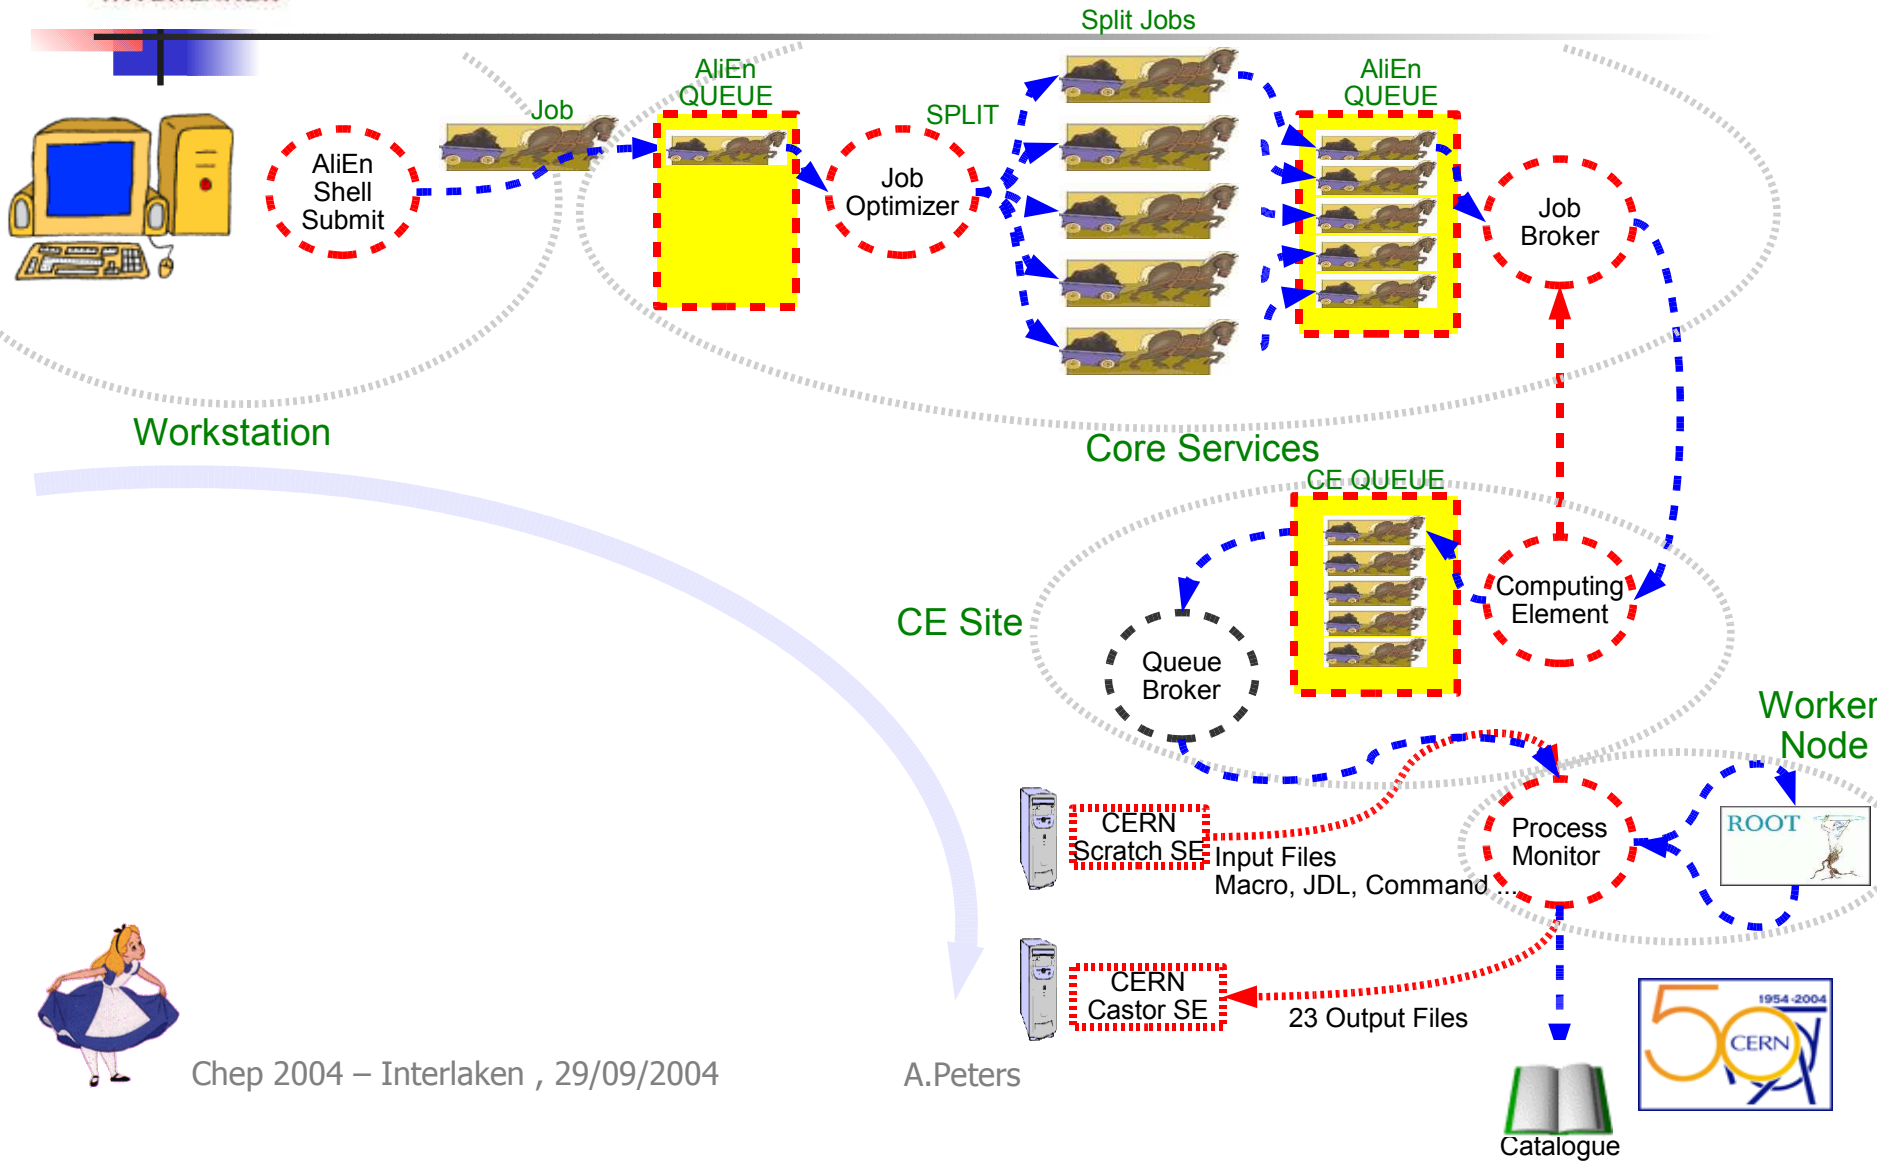 Split Jobs
AliEn
QUEUE
AliEn
QUEUE
Job
SPLIT
AliEn
Shell
Submit
Job
Optimizer
Job
Broker
Workstation
Core Services
CE QUEUE
CE Site
Computing
Element
Queue
Broker
Worker
Node
CERN
Scratch SE
Input Files
Macro, JDL, Command ...
Process
Monitor
ROOT
CERN
Castor SE
23 Output Files
1954-2004
50
CERN
Chep 2004 – Interlaken , 29/09/2004
A.Peters
Catalogue